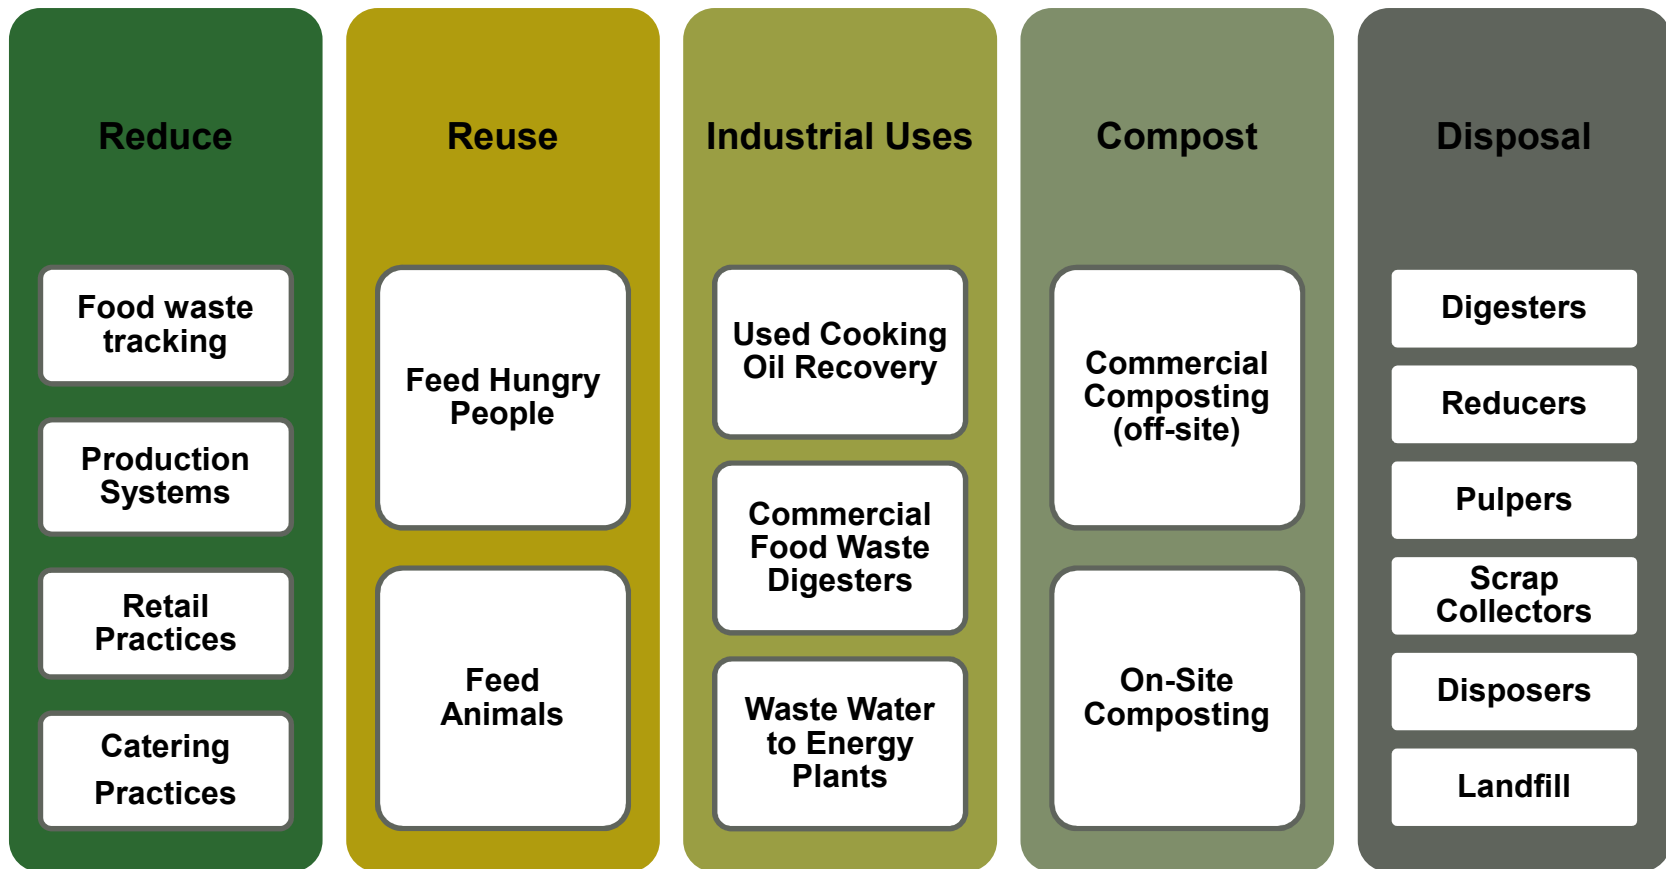 Reduce
Food waste
tracking
Production
Systems
Retail
Practices
Catering
Practices
Reuse
Feed Hungry
People
Feed
Animals
Industrial Uses
Used Cooking
Oil Recovery
Commercial
Food Waste
Digesters
Waste Water
to Energy
Plants
Compost
Commercial
Composting
(off-site)
On-Site
Composting
Disposal
Digesters
Reducers
Pulpers
Scrap
Collectors
Disposers
Landfill